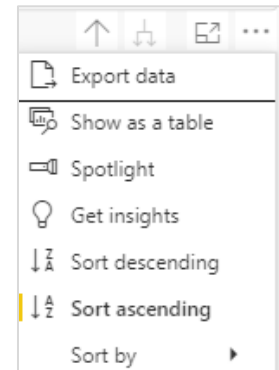 Export data
Show as a table
Spotlight
Get insights
Z
A
Sort descending
A
Z
Sort ascending
Sort by